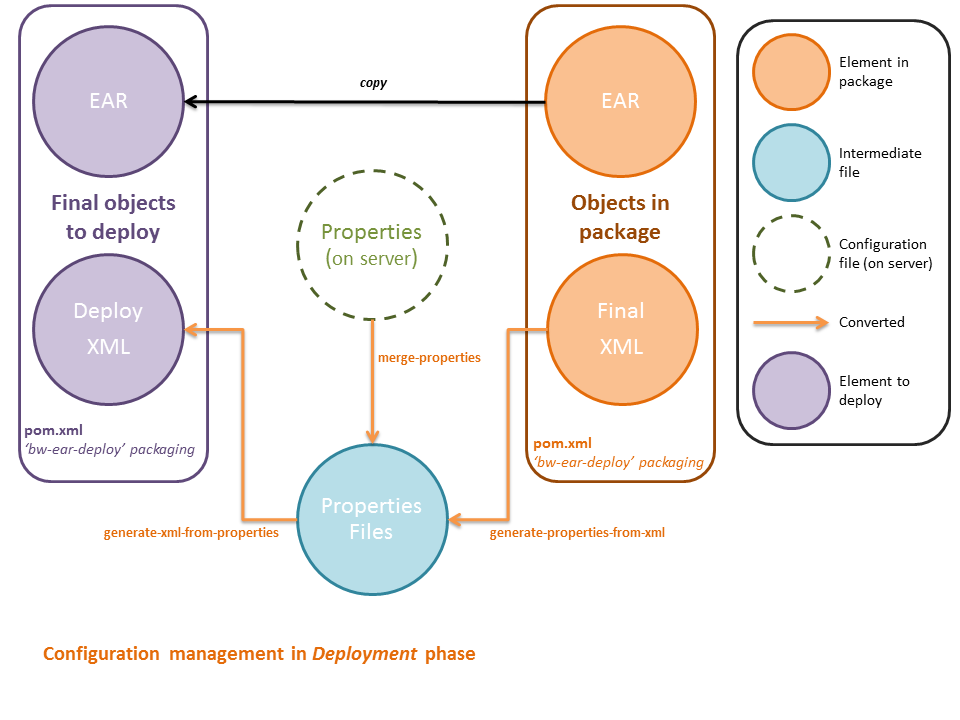 EAR
copy
EAR
Element in
package
Intermediate
file
Final objects
to deploy
Properties
(on server)
Objects in
package
Configuration
file (on server)
Deploy
XML
Final
XML
Converted
merge-properties
Element to
deploy
pom.xml
‘bw-ear-deploy’ packaging
pom.xml
‘bw-ear-deploy’ packaging
Properties
Files
generate-xml-from-properties
generate-properties-from-xml
Configuration management in Deployment phase